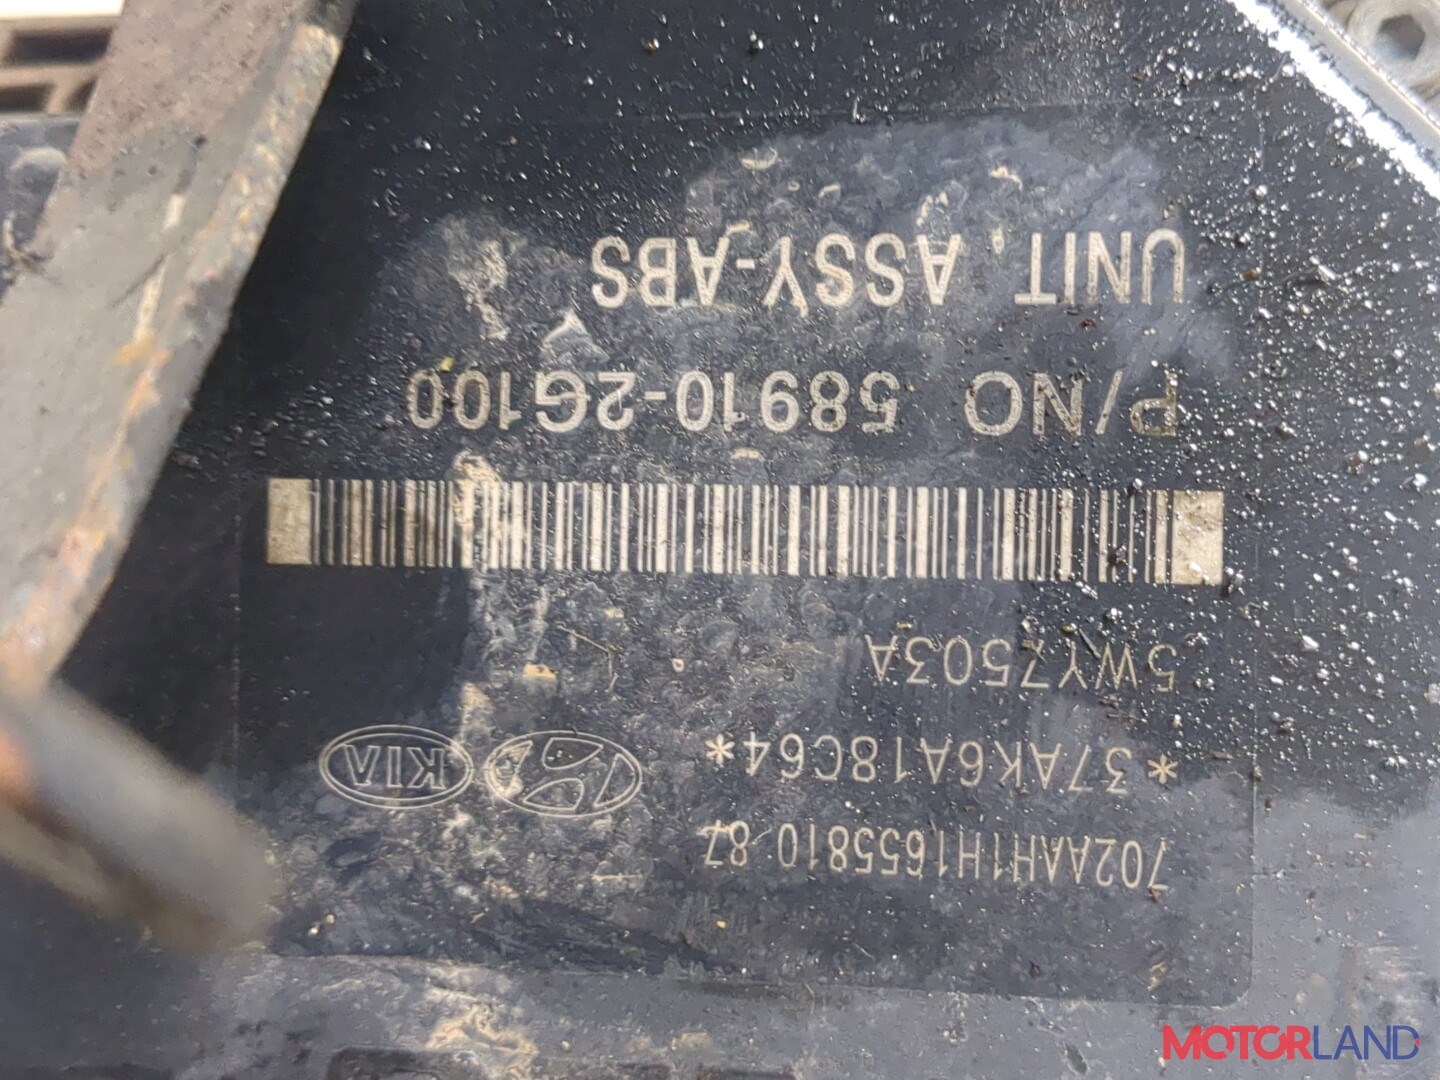 UNIT, ASSY-ABS
P/NO 58910-2G100
5WY7503A
*37AK6A18C64*
KIA
702AAH1H1655810 87
MOTORLAND